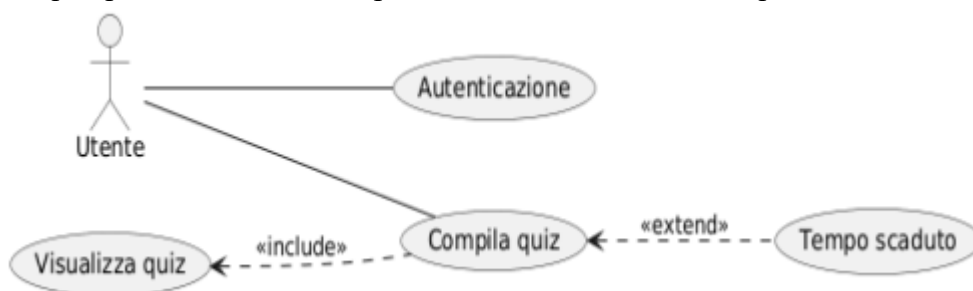 Autenticazione
Utente
Visualizza quiz
«include»
Compila quiz
«extend»
Tempo scaduto